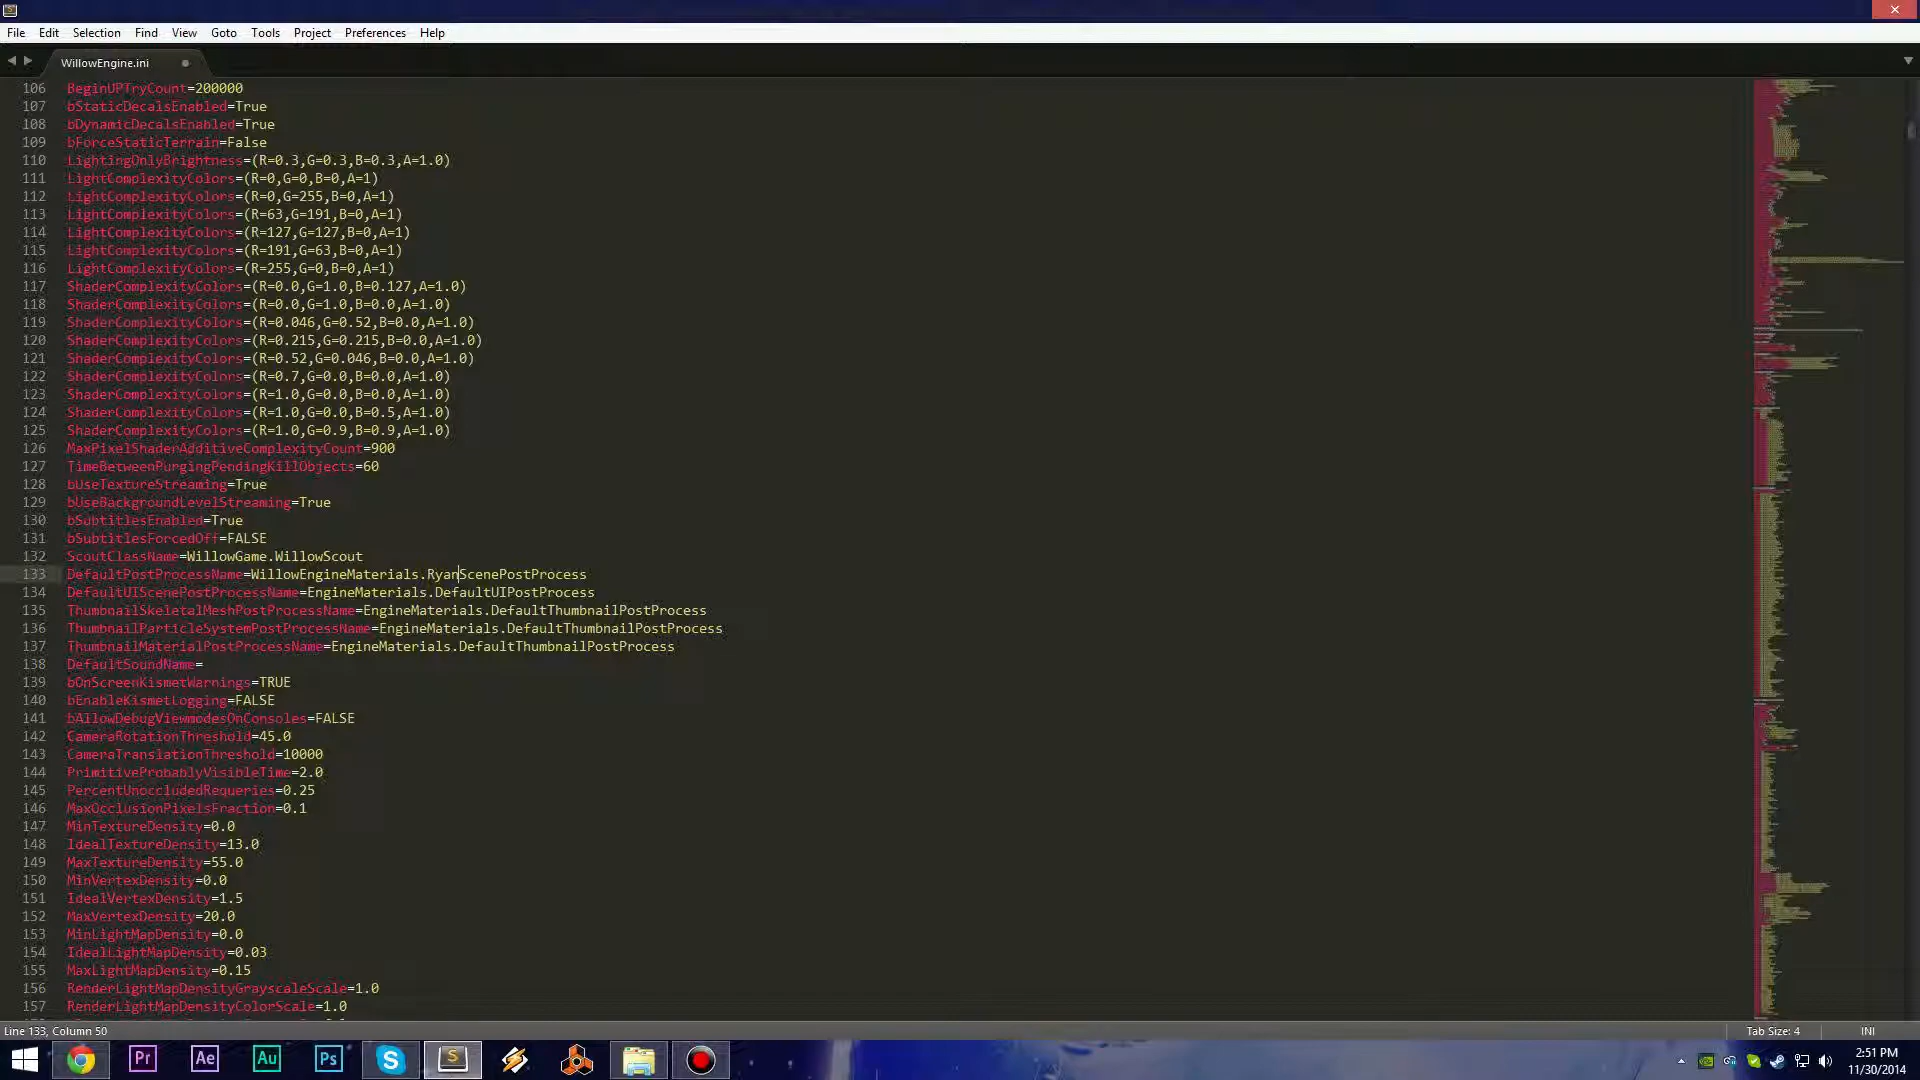 File Edit Selection Find View Goto Tools Project Preferences Help
WillowEngine.ini
106 BeginUPTryCount=200000
107 bStaticDecalsEnabled=True
108 bDynamicDecalsEnabled=True
109 bForceStaticTerrain=False
110 LightingOnlyBrightness=(R=0.3,G=0.3,B=0.3,A=1.0)
111 LightComplexityColors=(R=0,G=0,B=0,A=1)
112 LightComplexityColors=(R=0,G=255,B=0,A=1)
113 LightComplexityColors=(R=63,G=191,B=0,A=1)
114 LightComplexityColors=(R=127,G=127,B=0,A=1)
115 LightComplexityColors=(R=191,G=63,B=0,A=1)
116 LightComplexityColors=(R=255,G=0,B=0,A=1)
117 ShaderComplexityColors=(R=0.0,G=1.0,B=0.127,A=1.0)
118 ShaderComplexityColors=(R=0.0,G=1.0,B=0.0,A=1.0)
119 ShaderComplexityColors=(R=0.046,G=0.52,B=0.0,A=1.0)
120 ShaderComplexityColors=(R=0.215,G=0.215,B=0.0,A=1.0)
121 ShaderComplexityColors=(R=0.52,G=0.046,B=0.0,A=1.0)
122 ShaderComplexityColors=(R=0.7,G=0.0,B=0.0,A=1.0)
123 ShaderComplexityColors=(R=1.0,G=0.0,B=0.0,A=1.0)
124 ShaderComplexityColors=(R=1.0,G=0.0,B=0.5,A=1.0)
125 ShaderComplexityColors=(R=1.0,G=0.9,B=0.9,A=1.0)
126 MaxPixelShaderAdditiveComplexityCount=900
127 TimeBetweenPurgingPendingKillObjects=60
128 bUseTextureStreaming=True
129 bUseBackgroundLevelStreaming=True
130 bSubtitlesEnabled=True
131 bSubtitlesForcedOff=FALSE
132 ScoutClassName=WillowGame.WillowScout
133 DefaultPostProcessName=WillowEngineMaterials.RyanScenePostProcess
134 DefaultUIScenePostProcessName=EngineMaterials.DefaultUIPostProcess
135 ThumbnailSkeletalMeshPostProcessName=EngineMaterials.DefaultThumbnailPostProcess
136 ThumbnailParticleSystemPostProcessName=EngineMaterials.DefaultThumbnailPostProcess
137 ThumbnailMaterialPostProcessName=EngineMaterials.DefaultThumbnailPostProcess
138 DefaultSoundName=
139 bOnScreenKismetWarnings=TRUE
140 bEnableKismetLogging=FALSE
141 bAllowDebugViewmodesOnConsoles=FALSE
142 CameraRotationThreshold=45.0
143 CameraTranslationThreshold=10000
144 PrimitiveProbablyVisibleTime=2.0
145 PercentUnoccludedRequeries=0.25
146 MaxOcclusionPixelsFraction=0.1
147 MinTextureDensity=0.0
148 IdealTextureDensity=13.0
149 MaxTextureDensity=55.0
150 MinVertexDensity=0.0
151 IdealVertexDensity=1.5
152 MaxVertexDensity=20.0
153 MinLightMapDensity=0.0
154 IdealLightMapDensity=0.03
155 MaxLightMapDensity=0.15
156 RenderLightMapDensityGrayscaleScale=1.0
157 RenderLightMapDensityColorScale=1.0
Line 133, Column 50 Tab Size: 4 INI
Pr Ae Au Ps S S
2:51 PM
11/30/2014